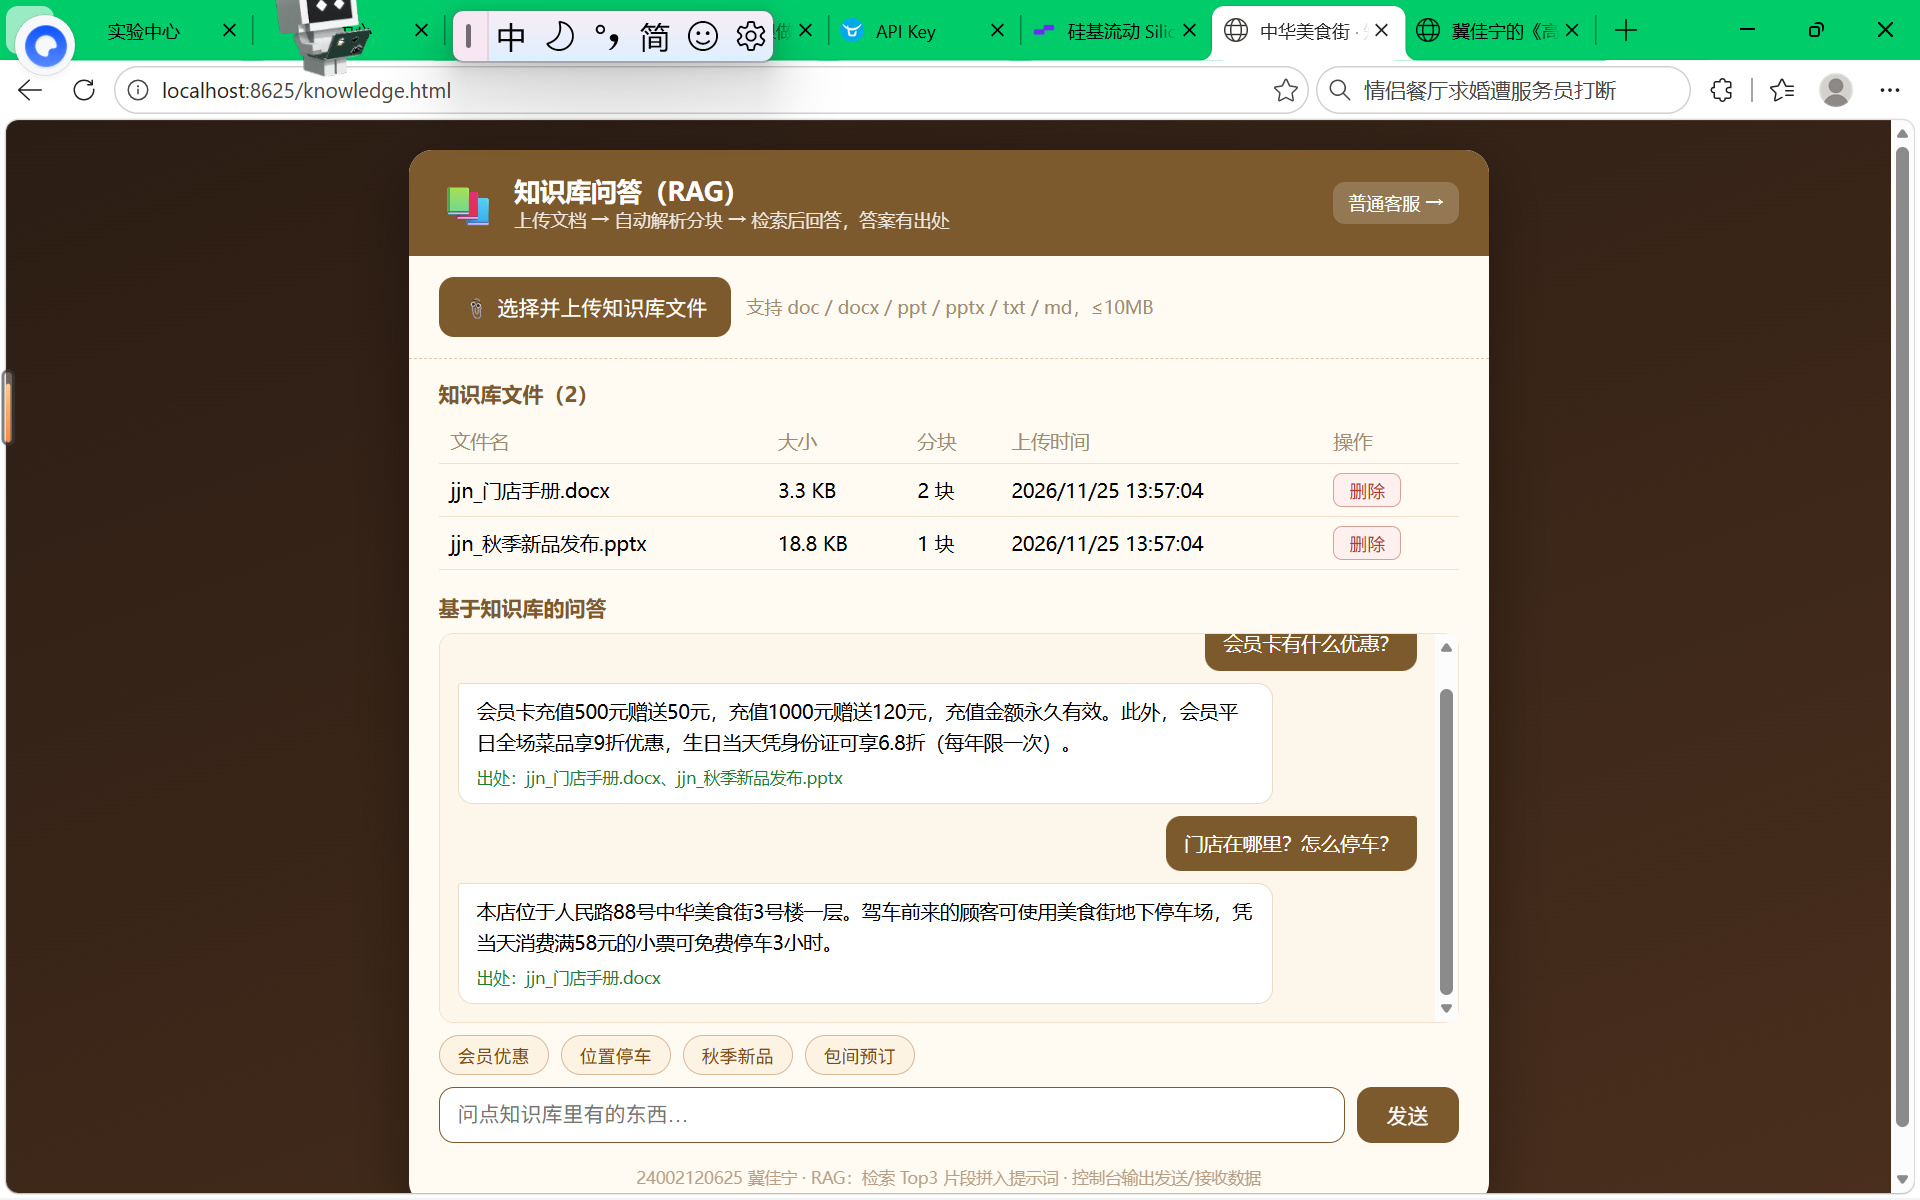 实验中心
中
简
API Key
硅基流动 Silic
中华美食街 ·
冀佳宁的《高
localhost:8625/knowledge.html
情侣餐厅求婚遭服务员打断
知识库问答（RAG）
上传文档 → 自动解析分块 → 检索后回答，答案有出处
普通客服 →
选择并上传知识库文件
支持 doc / docx / ppt / pptx / txt / md，≤10MB
知识库文件（2）
文件名 大小 分块 上传时间 操作
jjn_门店手册.docx 3.3 KB 2 块 2026/11/25 13:57:04 删除
jjn_秋季新品发布.pptx 18.8 KB 1 块 2026/11/25 13:57:04 删除
基于知识库的问答
会员卡有什么优惠？
会员卡充值500元赠送50元，充值1000元赠送120元，充值金额永久有效。此外，会员平
日全场菜品享9折优惠，生日当天凭身份证可享6.8折（每年限一次）。
出处：jjn_门店手册.docx、jjn_秋季新品发布.pptx
门店在哪里？怎么停车？
本店位于人民路88号中华美食街3号楼一层。驾车前来的顾客可使用美食街地下停车场，凭
当天消费满58元的小票可免费停车3小时。
出处：jjn_门店手册.docx
会员优惠 位置停车 秋季新品 包间预订
问点知识库里有的东西…
发送
24002120625 冀佳宁 · RAG：检索 Top3 片段拼入提示词 · 控制台输出发送/接收数据